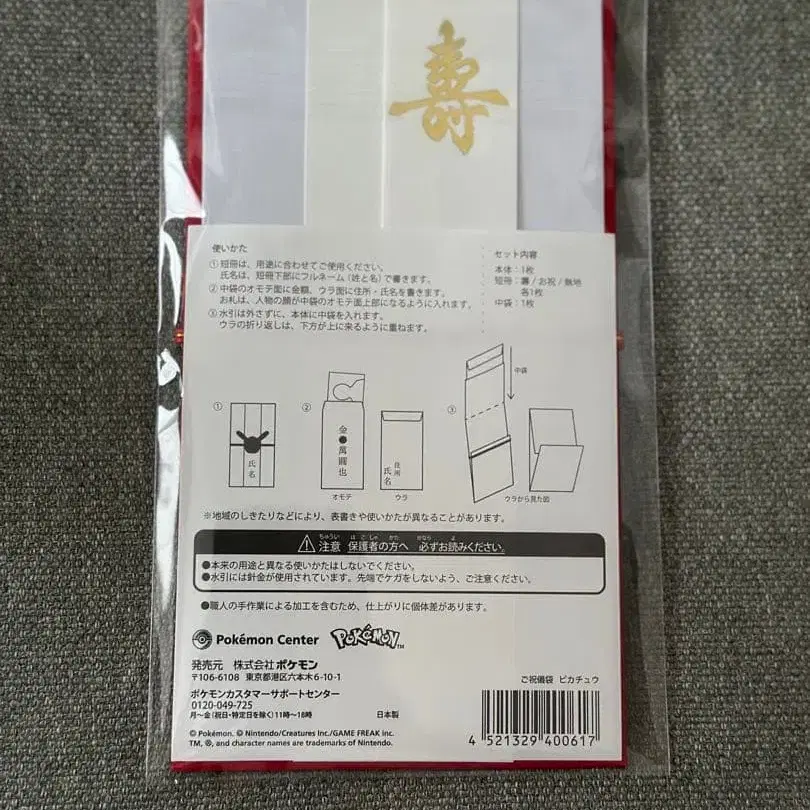 壽
使いかた
①短冊は、用途に合わせてご使用ください。
氏名は、短冊下部にフルネーム（姓と名）で書きます。
②中袋のオモテ面に金額、ウラ面に住所・氏名を書きます。
お札は、人物の顔が中袋のオモテ面上部になるように入れます。
③水引は外さずに、本体に中袋を入れます。
ウラの折り返しは、下方が上に来るように重ねます。
セット内容
本体：1枚
短冊：壽/お祝/無地
各1枚
中袋：1枚
①
氏名
②
金●萬圓也
オモテ
住所
氏名
ウラ
③
中袋
ウラから見た図
※地域のしきたりなどにより、表書きや使いかたが異なることがあります。
注意 保護者の方へ 必ずお読みください。
ちゅうい ほごしゃ かた かなら よ
●本来の用途と異なる使いかたはしないでください。
●水引には針金が使用されています。先端でケガをしないよう、ご注意ください。
●職人の手作業による加工を含むため、仕上がりに個体差があります。
Pokémon Center POKéMON TM
発売元 株式会社ポケモン
〒106-6108 東京都港区六本木6-10-1
ポケモンカスタマーサポートセンター
0120-049-725
月〜金(祝日・特定日を除く)11時〜18時
日本製
© Pokémon. © Nintendo/Creatures Inc./GAME FREAK inc.
TM, ®, and character names are trademarks of Nintendo.
ご祝儀袋 ピカチュウ
4 521329 400617